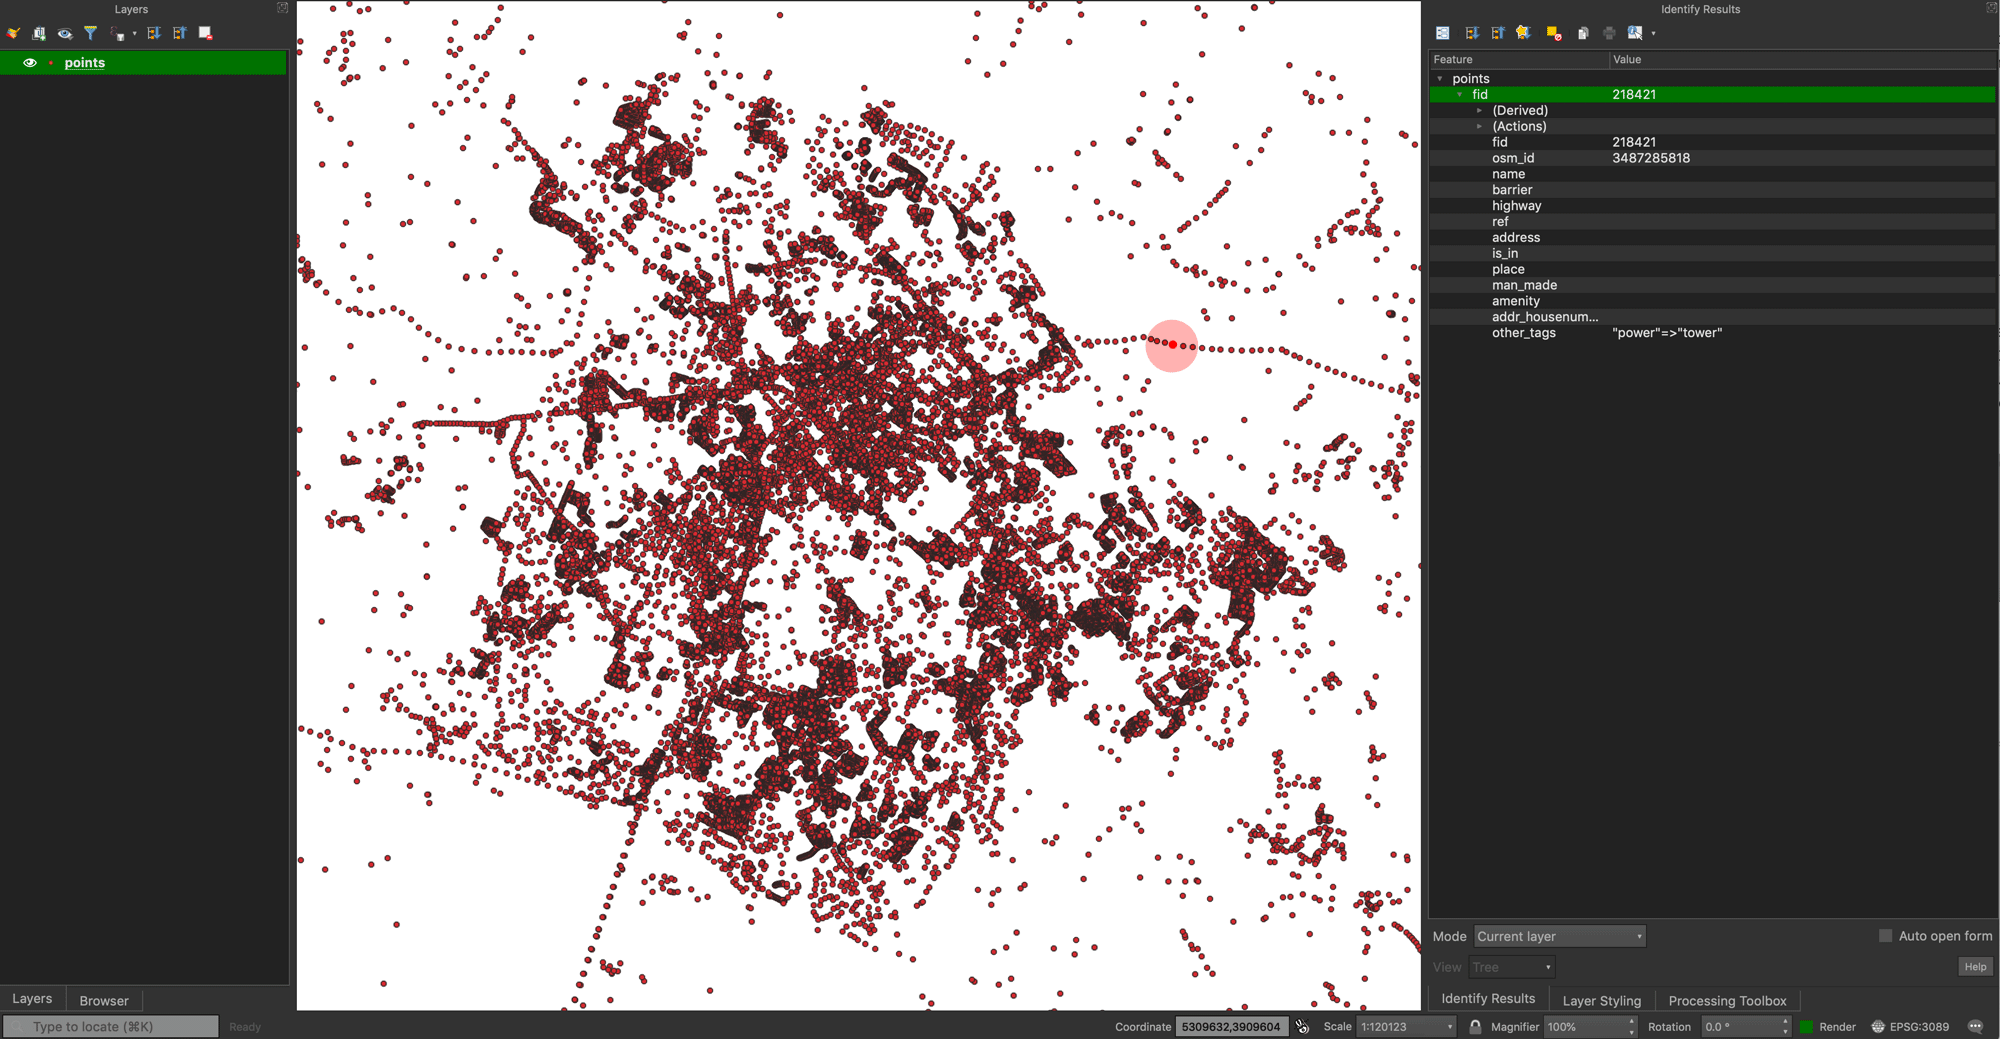 Layers
points
Layers
Browser
Type to locate (⌘K)
Ready
Identify Results
Feature
Value
points
fid 218421
(Derived)
(Actions)
fid 218421
osm_id 3487285818
name
barrier
highway
ref
address
is_in
place
man_made
amenity
addr_housenum...
other_tags "power"=>"tower"
Mode Current layer
Auto open form
View Tree
Help
Identify Results
Layer Styling
Processing Toolbox
Coordinate 5309632,3909604
Scale 1:120123
Magnifier 100%
Rotation 0.0 °
Render
EPSG:3089